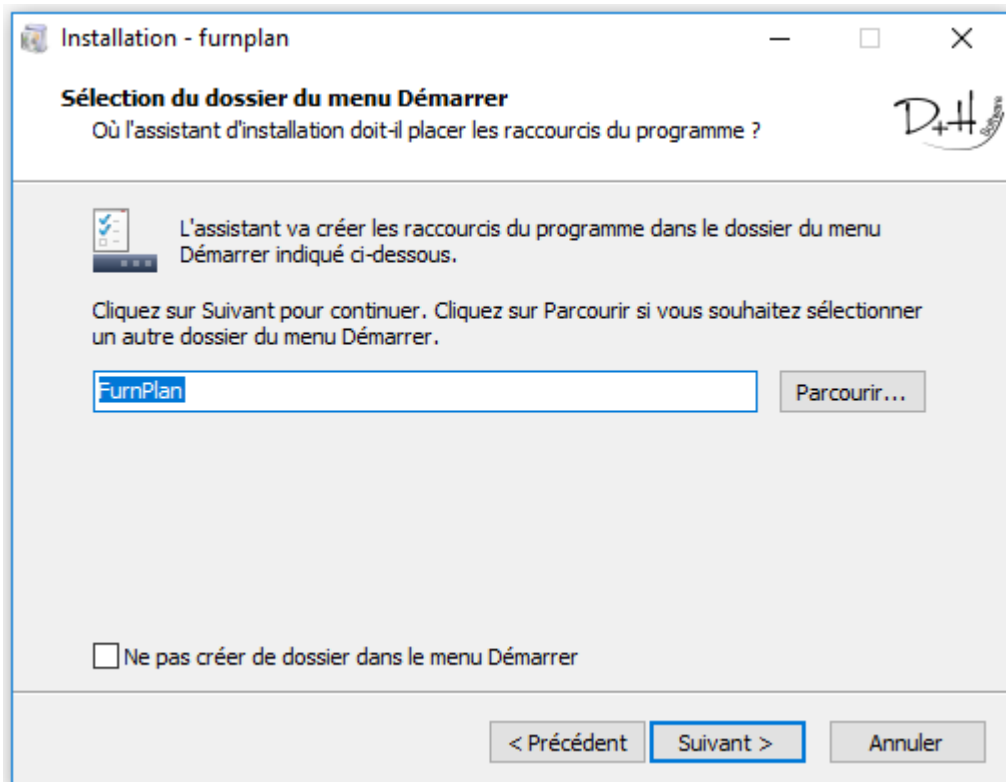 Installation - furnplan
Sélection du dossier du menu Démarrer
Où l'assistant d'installation doit-il placer les raccourcis du programme ?
D+H
Software
L'assistant va créer les raccourcis du programme dans le dossier du menu
Démarrer indiqué ci-dessous.
Cliquez sur Suivant pour continuer. Cliquez sur Parcourir si vous souhaitez sélectionner
un autre dossier du menu Démarrer.
FurnPlan
Parcourir...
Ne pas créer de dossier dans le menu Démarrer
< Précédent
Suivant >
Annuler